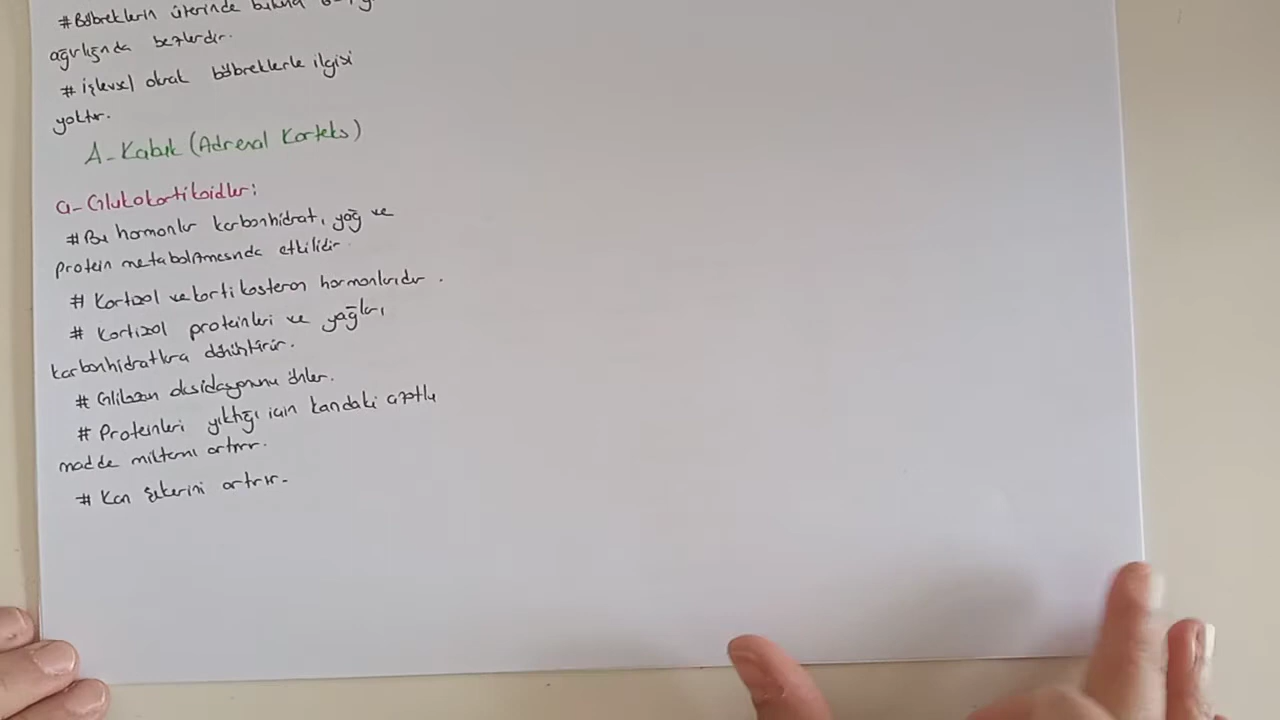 #Böbreklerin üzerinde
ağırlığında bezlerdir.
# İşlevsel olarak böbreklerle ilgisi
yoktur.
A- Kabuk (Adrenal Korteks)
a- Glukokortikoidler:
#Bu hormonlar karbonhidrat, yağ ve
protein metabolizmasında etkilidir.
# Kortizol ve kortikosteron hormonlarıdır.
# Kortizol proteinleri ve yağları
karbonhidratlara dönüştürür.
# Glikozun oksidasyonunu önler.
# Proteinleri yıktığı için kandaki azotlu
madde miktarını artırır.
# Kan şekerini artırır.